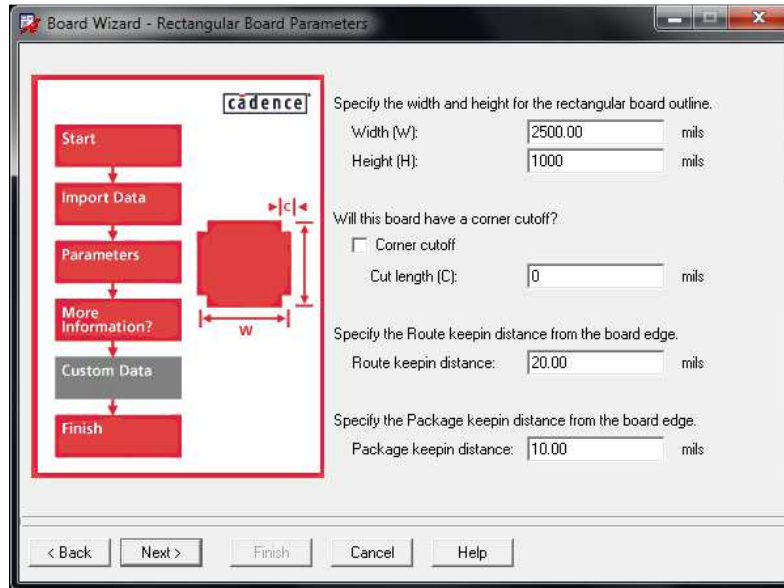 Board Wizard - Rectangular Board Parameters
cādence
Start
Import Data
Parameters
More
Information?
Custom Data
Finish
C
W
Specify the width and height for the rectangular board outline.
Width (W): 2500.00 mils
Height (H): 1000 mils
Will this board have a corner cutoff?
Corner cutoff
Cut length (C): 0 mils
Specify the Route keepin distance from the board edge.
Route keepin distance: 20.00 mils
Specify the Package keepin distance from the board edge.
Package keepin distance: 10.00 mils
< Back Next > Finish Cancel Help